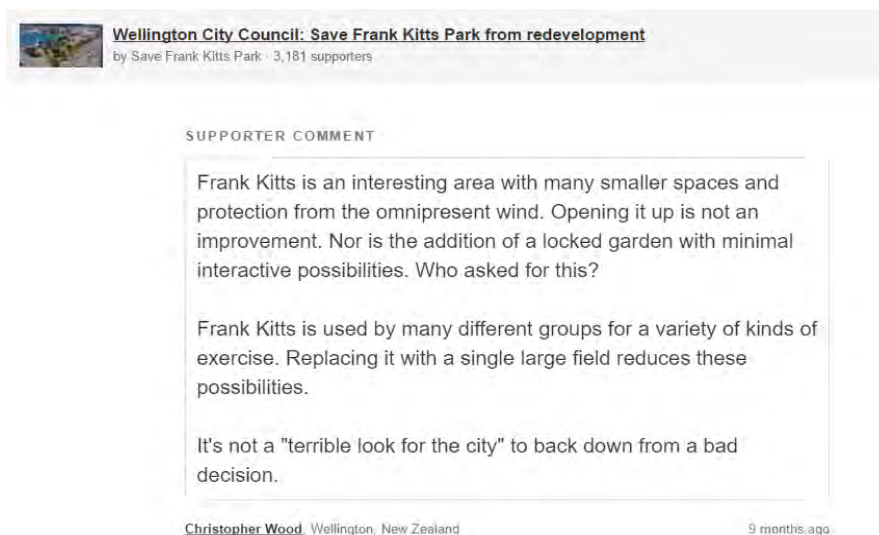 Wellington City Council: Save Frank Kitts Park from redevelopment
by Save Frank Kitts Park · 3,181 supporters
SUPPORTER COMMENT
Frank Kitts is an interesting area with many smaller spaces and
protection from the omnipresent wind. Opening it up is not an
improvement. Nor is the addition of a locked garden with minimal
interactive possibilities. Who asked for this?
Frank Kitts is used by many different groups for a variety of kinds of
exercise. Replacing it with a single large field reduces these
possibilities.
It's not a "terrible look for the city" to back down from a bad
decision.
Christopher Wood, Wellington, New Zealand
9 months ago